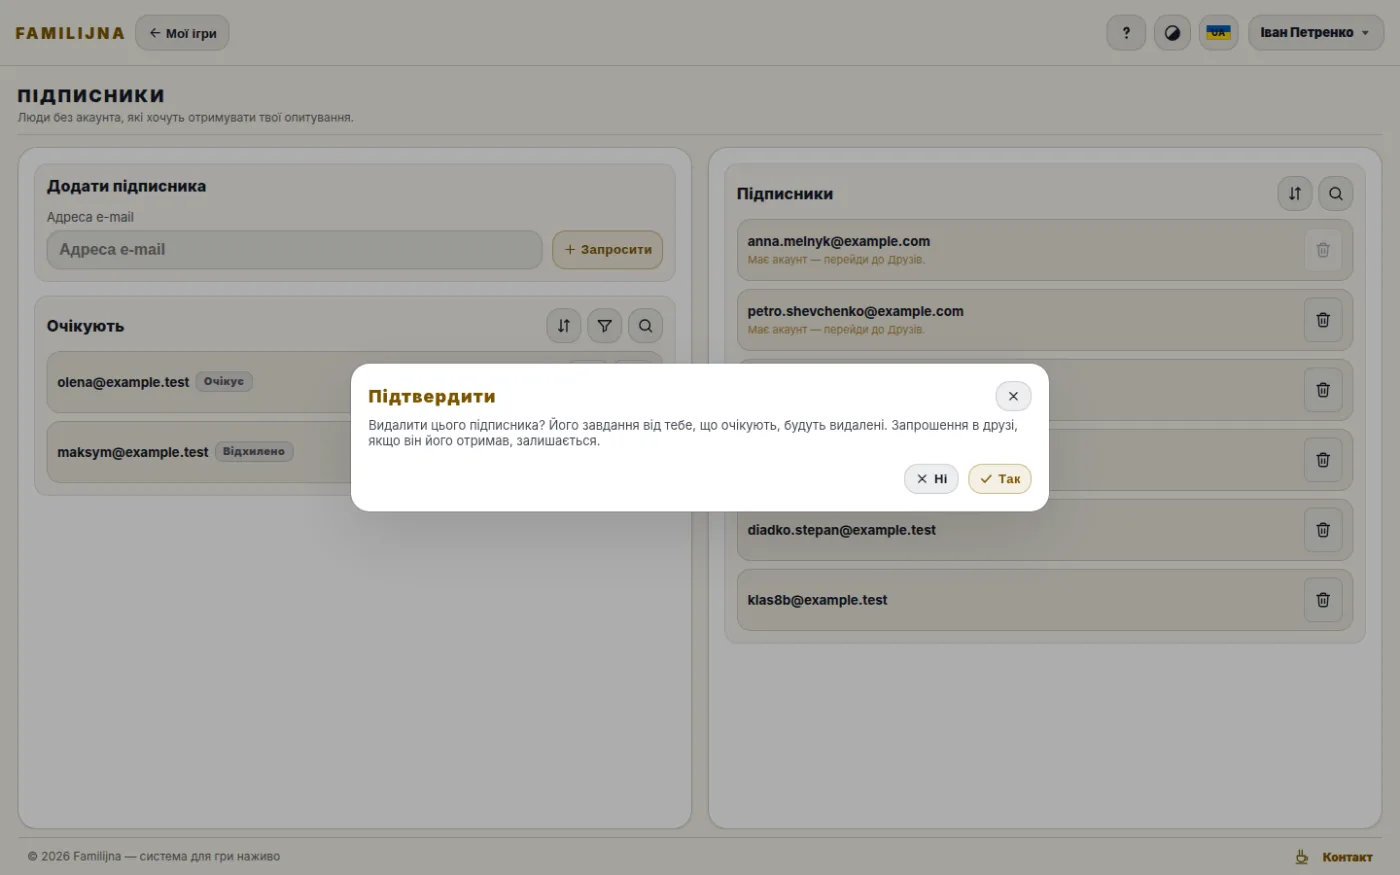 FAMILIJNA
← Мої ігри
?
UA
Іван Петренко
ПІДПИСНИКИ
Люди без акаунта, які хочуть отримувати твої опитування.
Додати підписника
Адреса e-mail
Адреса e-mail
+ Запросити
Очікують
olena@example.test Очікує
maksym@example.test Відхилено
Підписники
anna.melnyk@example.com
Має акаунт — перейди до Друзів.
petro.shevchenko@example.com
Має акаунт — перейди до Друзів.
diadko.stepan@example.test
klas8b@example.test
Підтвердити
Видалити цього підписника? Його завдання від тебе, що очікують, будуть видалені. Запрошення в друзі,
якщо він його отримав, залишається.
Ні
Так
© 2026 Familijna — система для гри наживо
Контакт